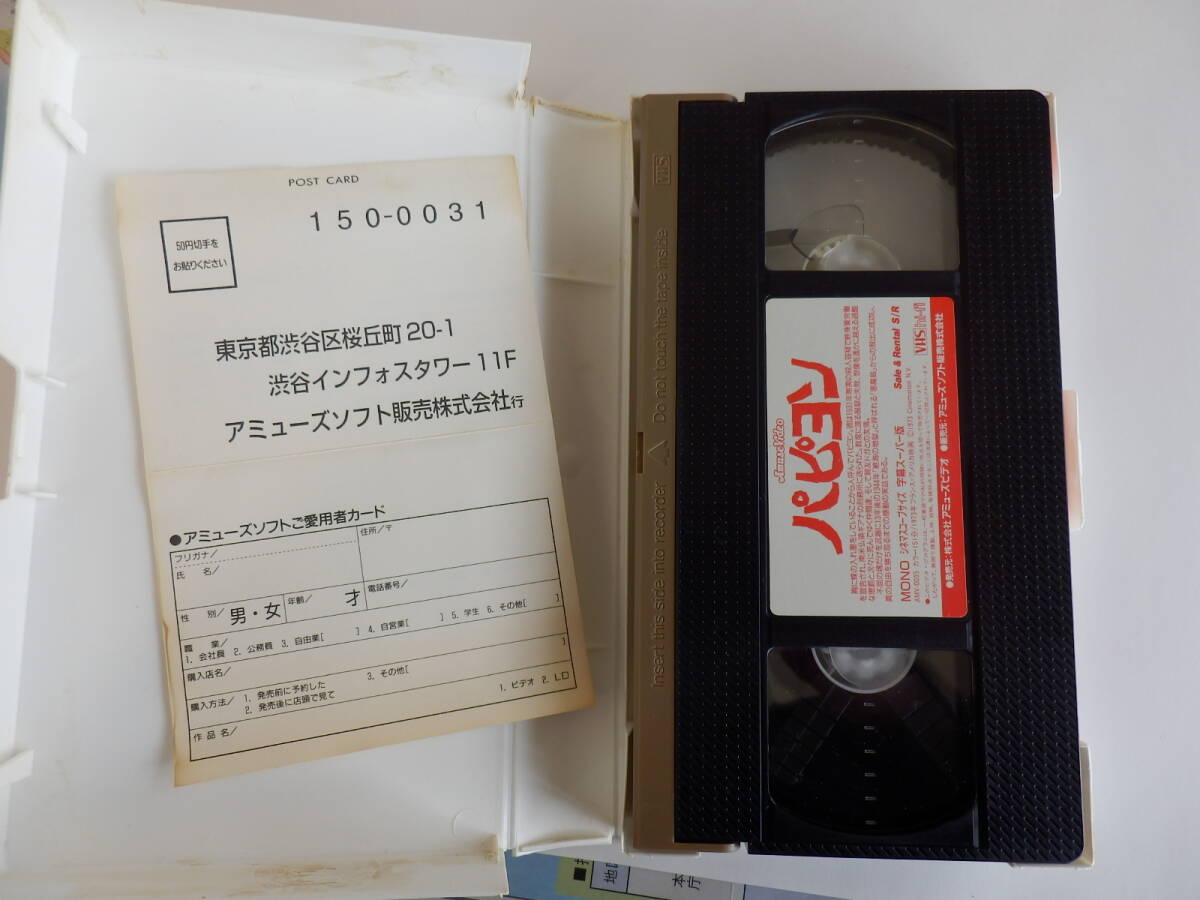 POST CARD
150-0031
50円切手を
お貼りください
東京都渋谷区桜丘町20-1
渋谷インフォスタワー11F
アミューズソフト販売株式会社行
●アミューズソフトご愛用者カード
フリガナ/
氏 名/
住所/〒
性 別/ 男・女 年齢/ 才
電話番号/
職 業/
1. 会社員 2. 公務員 3. 自由業[ ] 4. 自営業[ ] 5. 学生 6. その他[ ]
購入店名/
購入方法/ 1. 発売前に予約した 3. その他[
2. 発売後に店頭で見て
作品名/ 1. ビデオ 2. LD
VHS
Do not touch the tape inside
Insert this side into recorder
Amuse Video
パピヨン
MONO シネマスコープサイズ 字幕スーパー版 Sale & Rental S/R
VHS
●発売元:株式会社アミューズビデオ ●販売元:アミューズソフト販売株式会社
地
本庁